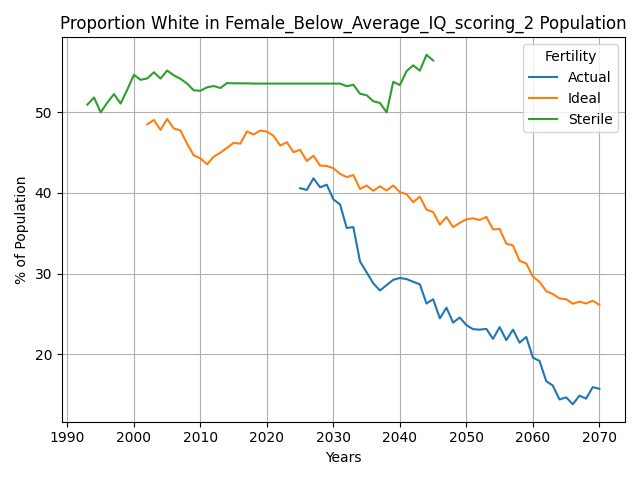 Proportion White in Female_Below_Average_IQ_scoring_2 Population
Fertility
Actual
Ideal
Sterile
% of Population
50
40
30
20
1990 2000 2010 2020 2030 2040 2050 2060 2070
Years